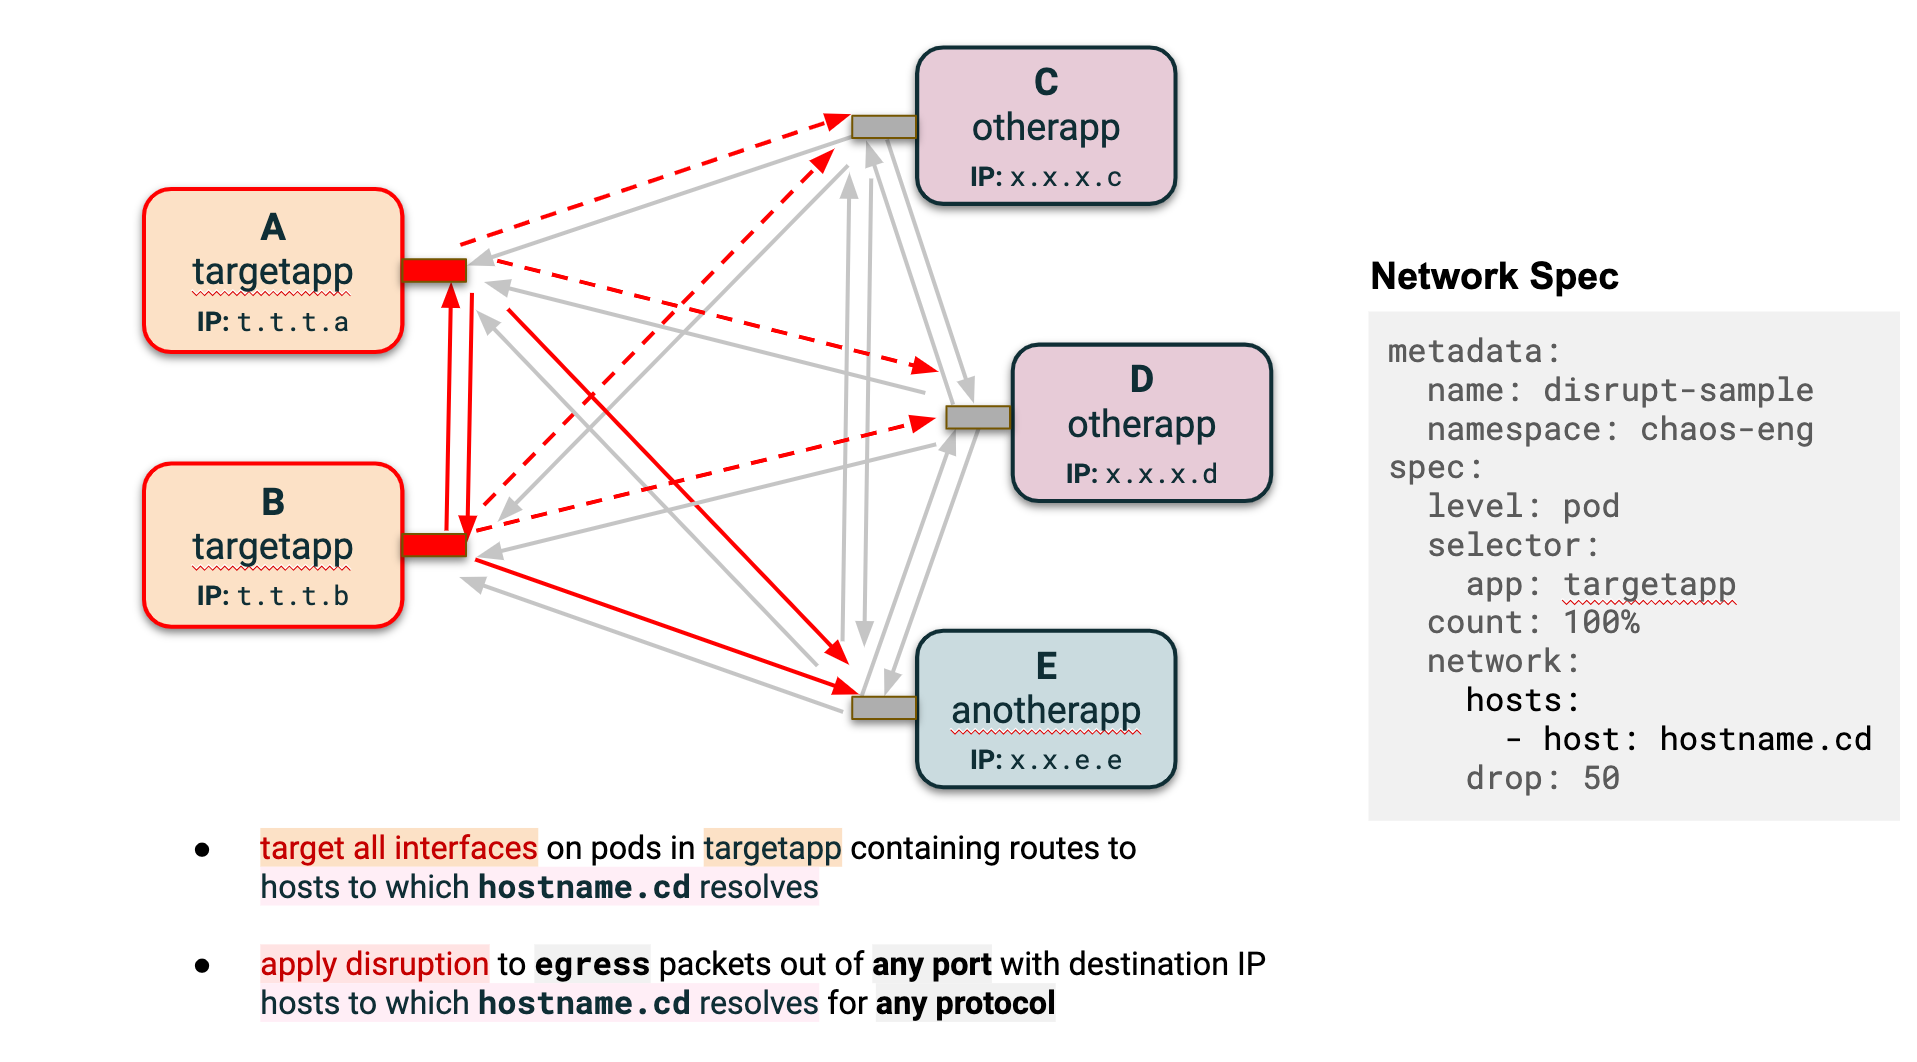 C
otherapp
IP: x.x.x.c
A
targetapp
IP: t.t.t.a
D
otherapp
IP: x.x.x.d
B
targetapp
IP: t.t.t.b
E
anotherapp
IP: x.x.e.e
Network Spec
metadata:
  name: disrupt-sample
  namespace: chaos-eng
spec:
  level: pod
  selector:
    app: targetapp
  count: 100%
  network:
    hosts:
      - host: hostname.cd
    drop: 50
● target all interfaces on pods in targetapp containing routes to
hosts to which hostname.cd resolves
● apply disruption to egress packets out of any port with destination IP
hosts to which hostname.cd resolves for any protocol